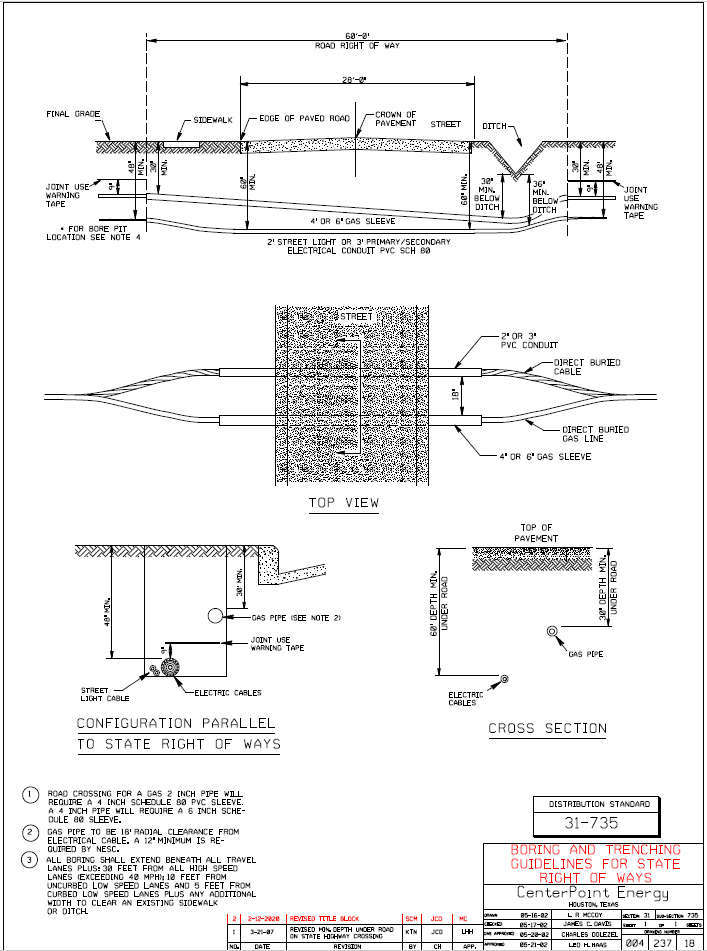 60'-0'
ROAD RIGHT OF WAY
28'-0"
FINAL GRADE
SIDEWALK
EDGE OF PAVED ROAD
CROWN OF
PAVEMENT
STREET
DITCH
48" MIN.
30" MIN.
60" MIN.
60" MIN.
30"
MIN.
BELOW
DITCH
36"
MIN.
BELOW
DITCH
30" MIN.
48' MIN.
9"
9"
JOINT USE
WARNING
TAPE
JOINT
USE
WARNING
TAPE
* FOR BORE PIT
LOCATION SEE NOTE 4
4' OR 6' GAS SLEEVE
2' STREET LIGHT OR 3' PRIMARY/SECONDARY
ELECTRICAL CONDUIT PVC SCH 80
STREET
2' OR 3'
PVC CONDUIT
DIRECT BURIED
CABLE
18"
DIRECT BURIED
GAS LINE
4' OR 6' GAS SLEEVE
TOP VIEW
48" MIN.
30' MIN.
GAS PIPE (SEE NOTE 2)
JOINT USE
WARNING TAPE
9"
STREET
LIGHT CABLE
ELECTRIC CABLES
CONFIGURATION PARALLEL
TO STATE RIGHT OF WAYS
TOP OF
PAVEMENT
60' DEPTH MIN.
UNDER ROAD
30" DEPTH MIN.
UNDER ROAD
GAS PIPE
ELECTRIC
CABLES
CROSS SECTION
1 ROAD CROSSING FOR A GAS 2 INCH PIPE WILL
REQUIRE A 4 INCH SCHEDULE 80 PVC SLEEVE.
A 4 INCH PIPE WILL REQUIRE A 6 INCH SCHE-
DULE 80 SLEEVE.
2 GAS PIPE TO BE 18' RADIAL CLEARANCE FROM
ELECTRICAL CABLE. A 12" MINIMUM IS RE-
QUIRED BY NESC.
3 ALL BORING SHALL EXTEND BENEATH ALL TRAVEL
LANES PLUS: 30 FEET FROM ALL HIGH SPEED
LANES (EXCEEDING 40 MPH); 10 FEET FROM
UNCURBED LOW SPEED LANES AND 5 FEET FROM
CURBED LOW SPEED LANES PLUS ANY ADDITIONAL
WIDTH TO CLEAR AN EXISTING SIDEWALK
OR DITCH.
DISTRIBUTION STANDARD
31-735
BORING AND TRENCHING
GUIDELINES FOR STATE
RIGHT OF WAYS
CenterPoint Energy
HOUSTON, TEXAS
DRAWN 05-16-02 L R MCCOY SECTION 31 SUB-SECTION 735
CHECKED 05-17-02 JAMES C. DAVIS SHEET 1 OF 1 SHEETS
ENG APPROVED 05-20-02 CHARLES DOLEZEL DRAWING NUMBER
APPROVED 05-21-02 LEO H. HAAS 004 237 18
2 2-12-2020 REVISED TITLE BLOCK SCM JCD MC
1 3-21-07 REVISED MIN. DEPTH UNDER ROAD
ON STATE HIGHWAY CROSSING KTN JCD LHH
NO. DATE REVISION BY CH APP.